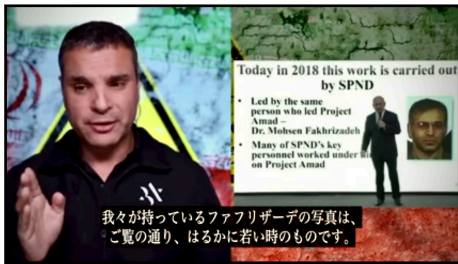 Today in 2018 this work is carried out
by SPND
• Led by the same
person who led Project
Amad –
Dr. Mohsen Fakhrizadeh
• Many of SPND's key
personnel worked under
on Project Amad
我々が持っているファフリザーデの写真は、
ご覧の通り、はるかに若い時のものです。